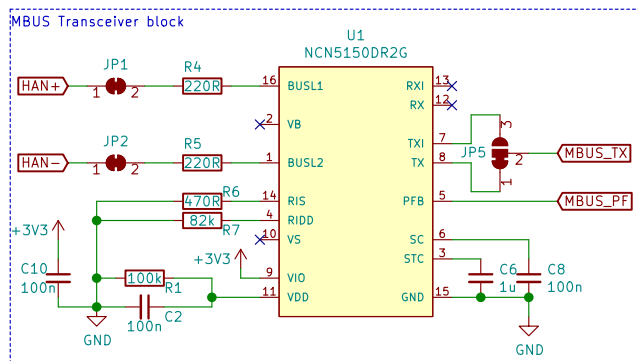 MBUS Transceiver block
U1
NCN5150DR2G
JP1
R4
HAN+
1
2
220R
16
BUSL1
RXI
13
RX
12
2
VB
TXI
7
3
JP2
R5
HAN-
1
2
220R
1
BUSL2
TX
8
JP5
2
MBUS_TX
1
R6
470R
14
RIS
PFB
5
MBUS_PF
82k
4
RIDD
R7
+3V3
10
VS
SC
6
+3V3
STC
3
C10
100n
100k
R1
9
VIO
C6
1u
C8
100n
11
VDD
GND
15
C2
100n
GND
GND